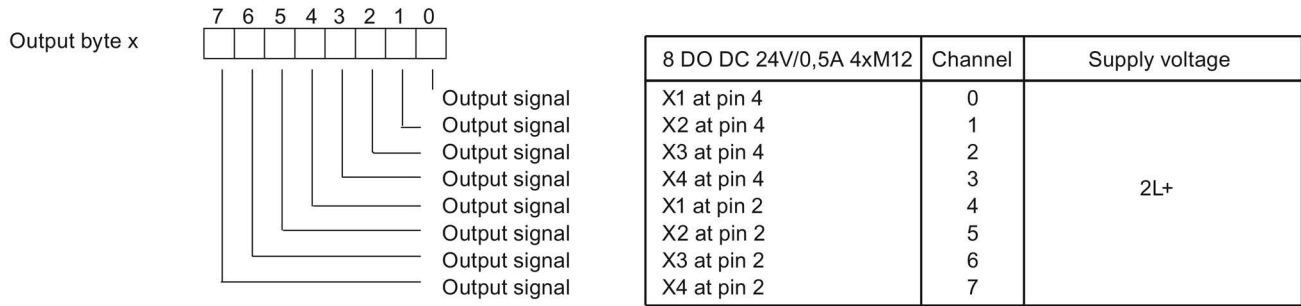 7 6 5 4 3 2 1 0
Output byte x
Output signal
Output signal
Output signal
Output signal
Output signal
Output signal
Output signal
Output signal
8 DO DC 24V/0,5A 4xM12 Channel Supply voltage
X1 at pin 4 0
X2 at pin 4 1
X3 at pin 4 2
X4 at pin 4 3
X1 at pin 2 4
X2 at pin 2 5
X3 at pin 2 6
X4 at pin 2 7
2L+